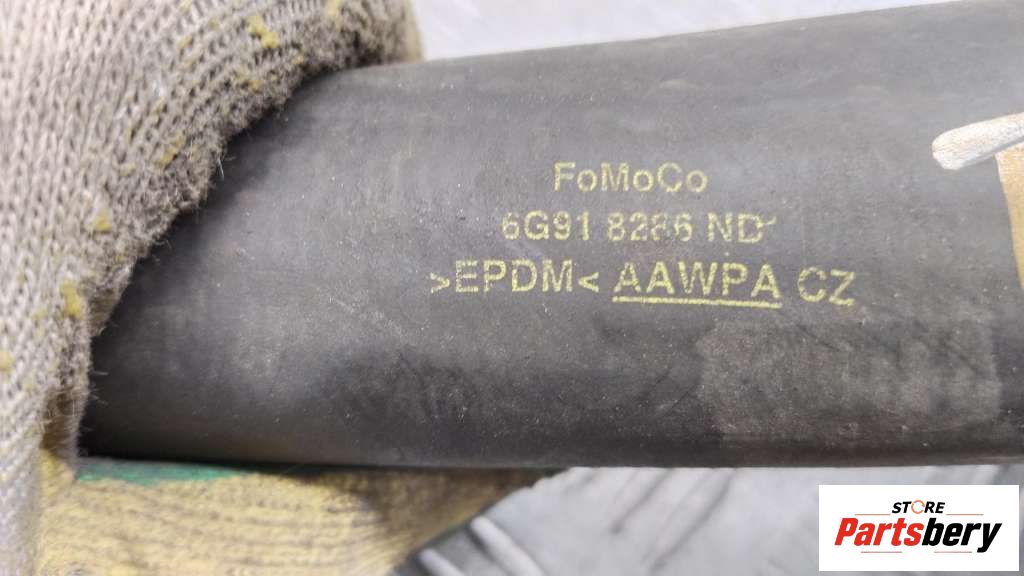 FoMoCo
6G91 8286 ND
>EPDM< AAWPA CZ
STORE
Partsbery